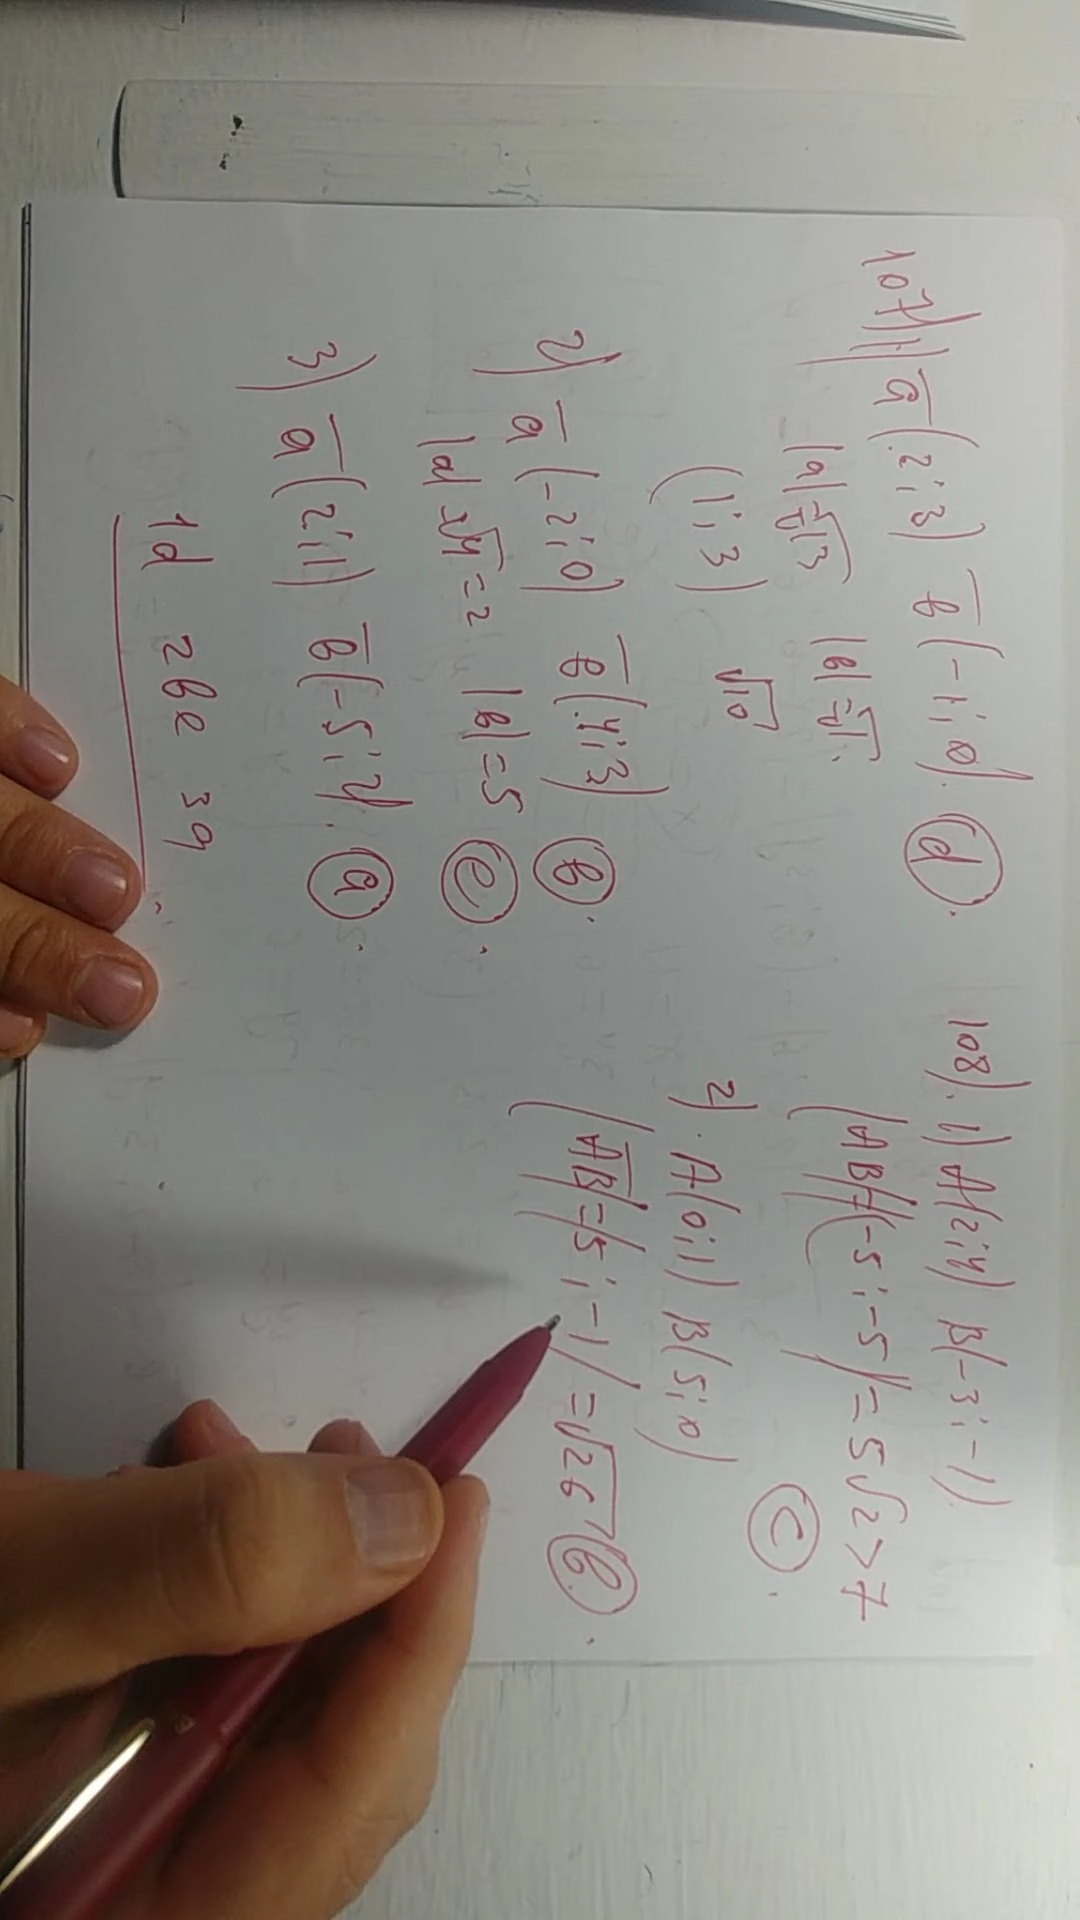 107) 1) a̅ (2; 3) b̅ (-1; 0). d.
|a| = √13 |b| = √1.
(1; 3) √10
2) a̅ (-2; 0) b̅ (4; 3) b.
|a| = √4 = 2 |b| = 5 e.
3) a̅ (2; 1) b̅ (-5; 2). a.
1d 2be 3a
108). 1) A(2; 4) B(-3; -1).
|AB| = (-5; -5) = 5√2 > 7
c.
2). A(0; 1) B(5; 0)
|A̅B̅| = (5; -1) = √26 b.